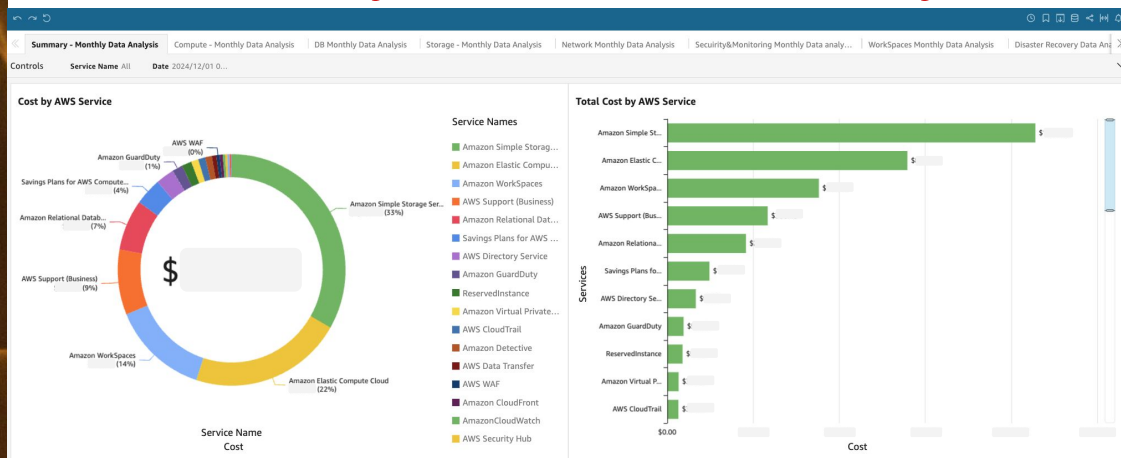 Summary - Monthly Data Analysis
Compute - Monthly Data Analysis
DB Monthly Data Analysis
Storage - Monthly Data Analysis
Network Monthly Data Analysis
Secuirity&Monitoring Monthly Data analy...
WorkSpaces Monthly Data Analysis
Disaster Recovery Data Ana
Controls
Service Name All
Date 2024/12/01 0...
Cost by AWS Service
AWS WAF
(0%)
Amazon GuardDuty
(1%)
Savings Plans for AWS Compute...
(4%)
Amazon Relational Datab...
(7%)
AWS Support (Business)
(9%)
Amazon WorkSpaces
(14%)
Amazon Elastic Compute Cloud
(22%)
Amazon Simple Storage Ser...
(33%)
$
Service Name
Cost
Service Names
Amazon Simple Storag...
Amazon Elastic Compu...
Amazon WorkSpaces
AWS Support (Business)
Amazon Relational Dat...
Savings Plans for AWS ...
AWS Directory Service
Amazon GuardDuty
ReservedInstance
Amazon Virtual Private...
AWS CloudTrail
Amazon Detective
AWS Data Transfer
AWS WAF
Amazon CloudFront
AmazonCloudWatch
AWS Security Hub
Total Cost by AWS Service
Services
Amazon Simple St...
$
Amazon Elastic C...
$
Amazon WorkSpa...
$
AWS Support (Bus...
$
Amazon Relationa...
$
Savings Plans fo...
$
AWS Directory Se...
$
Amazon GuardDuty
$
ReservedInstance
$
Amazon Virtual P...
$
AWS CloudTrail
$
$0.00
Cost